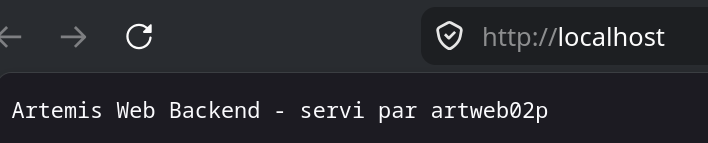 http://localhost
Artemis Web Backend - servi par artweb02p